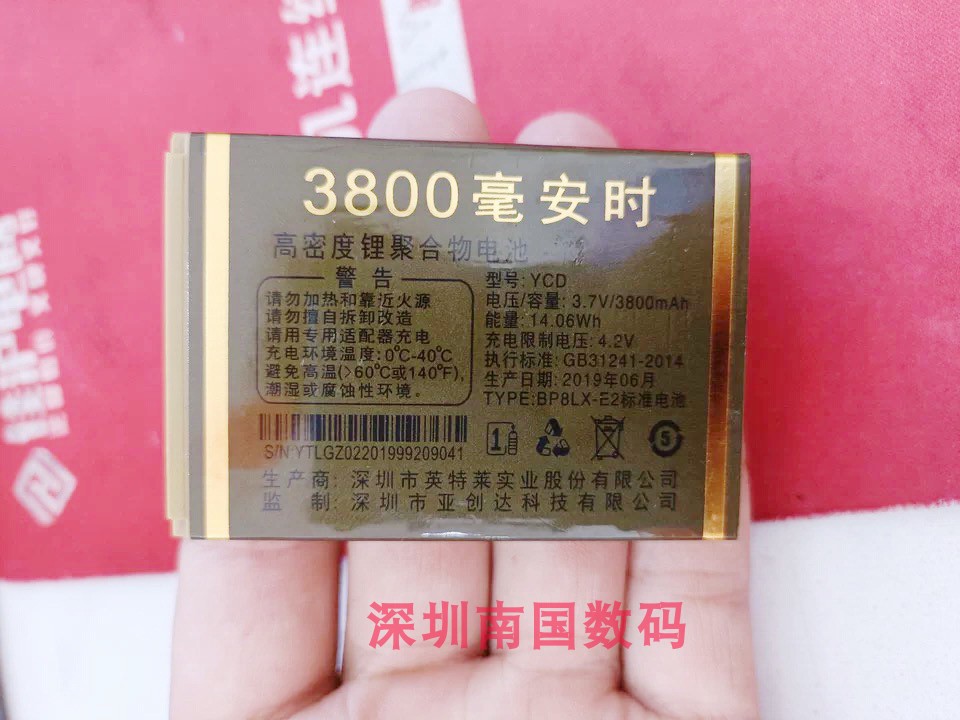 连
3800毫安时
高密度锂聚合物电池
警告
请勿加热和靠近火源
请勿擅自拆卸改造
请用专用适配器充电
充电环境温度:0℃-40℃
避免高温(>60℃或140℉),
潮湿或腐蚀性环境.
型号: YCD
电压/容量: 3.7V/3800mAh
能量: 14.06Wh
充电限制电压: 4.2V
执行标准: GB31241-2014
生产日期: 2019年06月
TYPE:BP8LX-E2标准电池
S/N:YTLGZ02201999209041
1
5
生产商: 深圳市英特莱实业股份有限公司
监 制: 深圳市亚创达科技有限公司
深圳南国数码